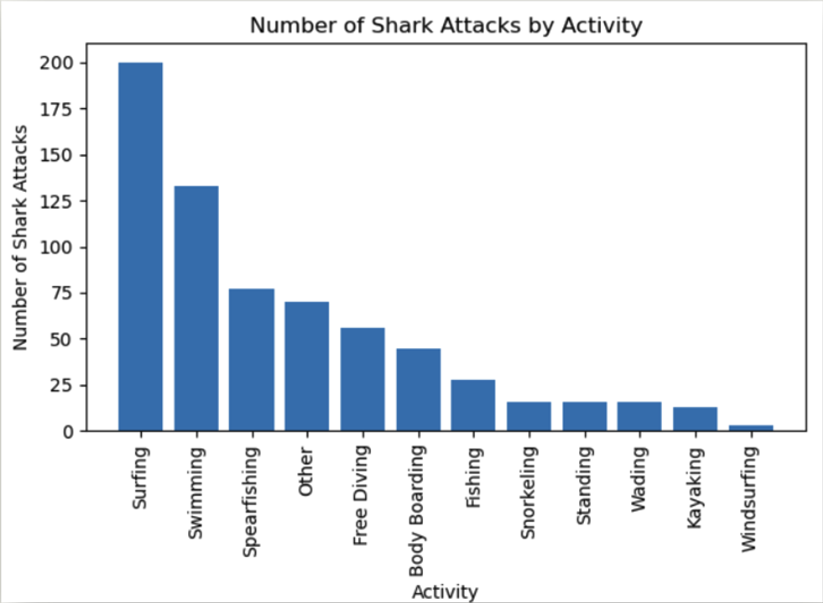 Number of Shark Attacks by Activity
Number of Shark Attacks
200
175
150
125
100
75
50
25
0
Surfing
Swimming
Spearfishing
Other
Free Diving
Body Boarding
Fishing
Snorkeling
Standing
Wading
Kayaking
Windsurfing
Activity